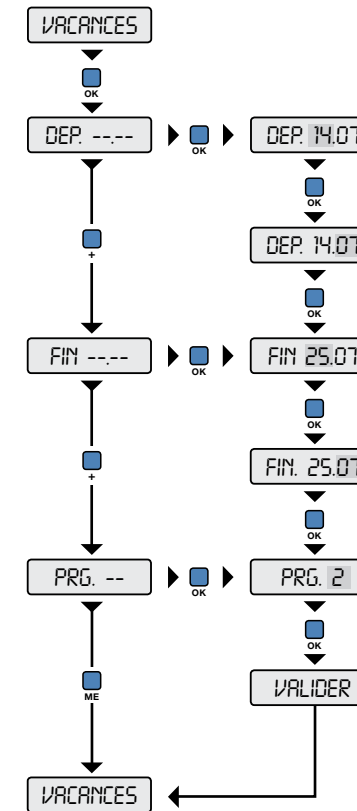 VACANCES
OK
DEP. --.--
OK
DEP. 14.07
OK
DEP. 14.07
+
OK
FIN --.--
OK
FIN 25.07
OK
FIN. 25.07
+
OK
PRG. --
OK
PRG. 2
OK
VALIDER
ME
VACANCES